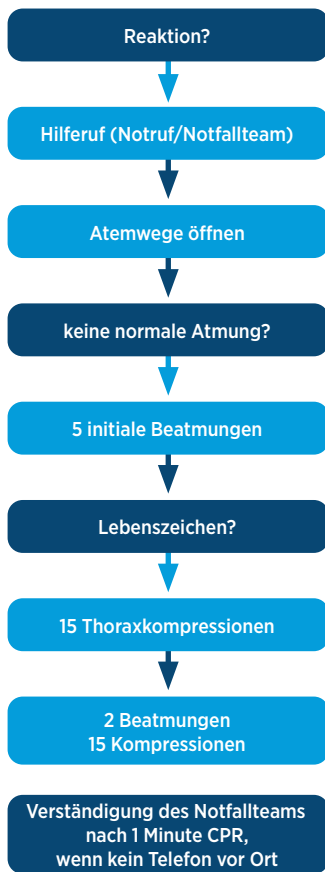 Reaktion?
Hilferuf (Notruf/Notfallteam)
Atemwege öffnen
keine normale Atmung?
5 initiale Beatmungen
Lebenszeichen?
15 Thoraxkompressionen
2 Beatmungen
15 Kompressionen
Verständigung des Notfallteams
nach 1 Minute CPR,
wenn kein Telefon vor Ort